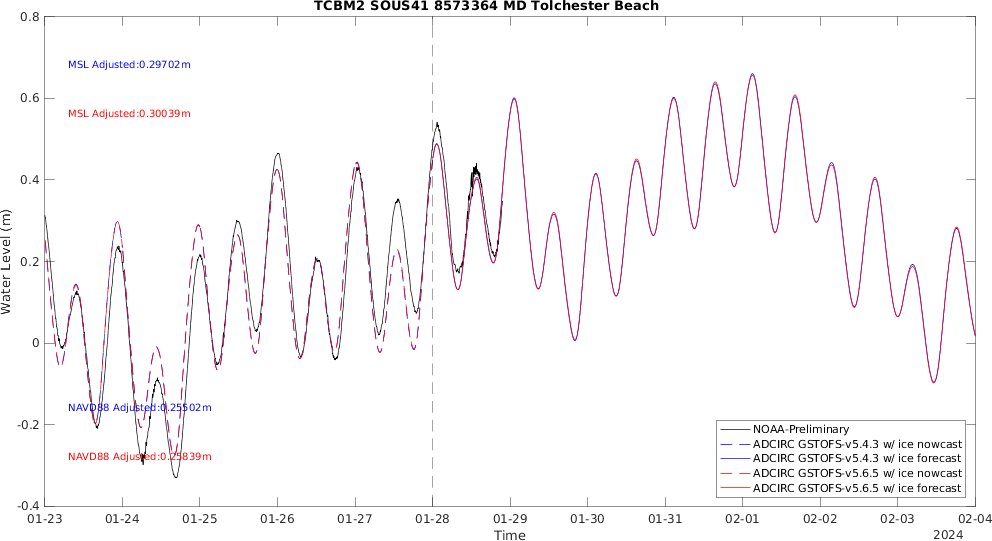 TCBM2 SOUS41 8573364 MD Tolchester Beach
0.8
0.6
0.4
0.2
0
-0.2
-0.4
Water Level (m)
MSL Adjusted:0.29702m
MSL Adjusted:0.30039m
NAVD88 Adjusted:0.25502m
NAVD88 Adjusted:0.25839m
NOAA-Preliminary
ADCIRC GSTOFS-v5.4.3 w/ ice nowcast
ADCIRC GSTOFS-v5.4.3 w/ ice forecast
ADCIRC GSTOFS-v5.6.5 w/ ice nowcast
ADCIRC GSTOFS-v5.6.5 w/ ice forecast
01-23 01-24 01-25 01-26 01-27 01-28 01-29 01-30 01-31 02-01 02-02 02-03 02-04
Time
2024